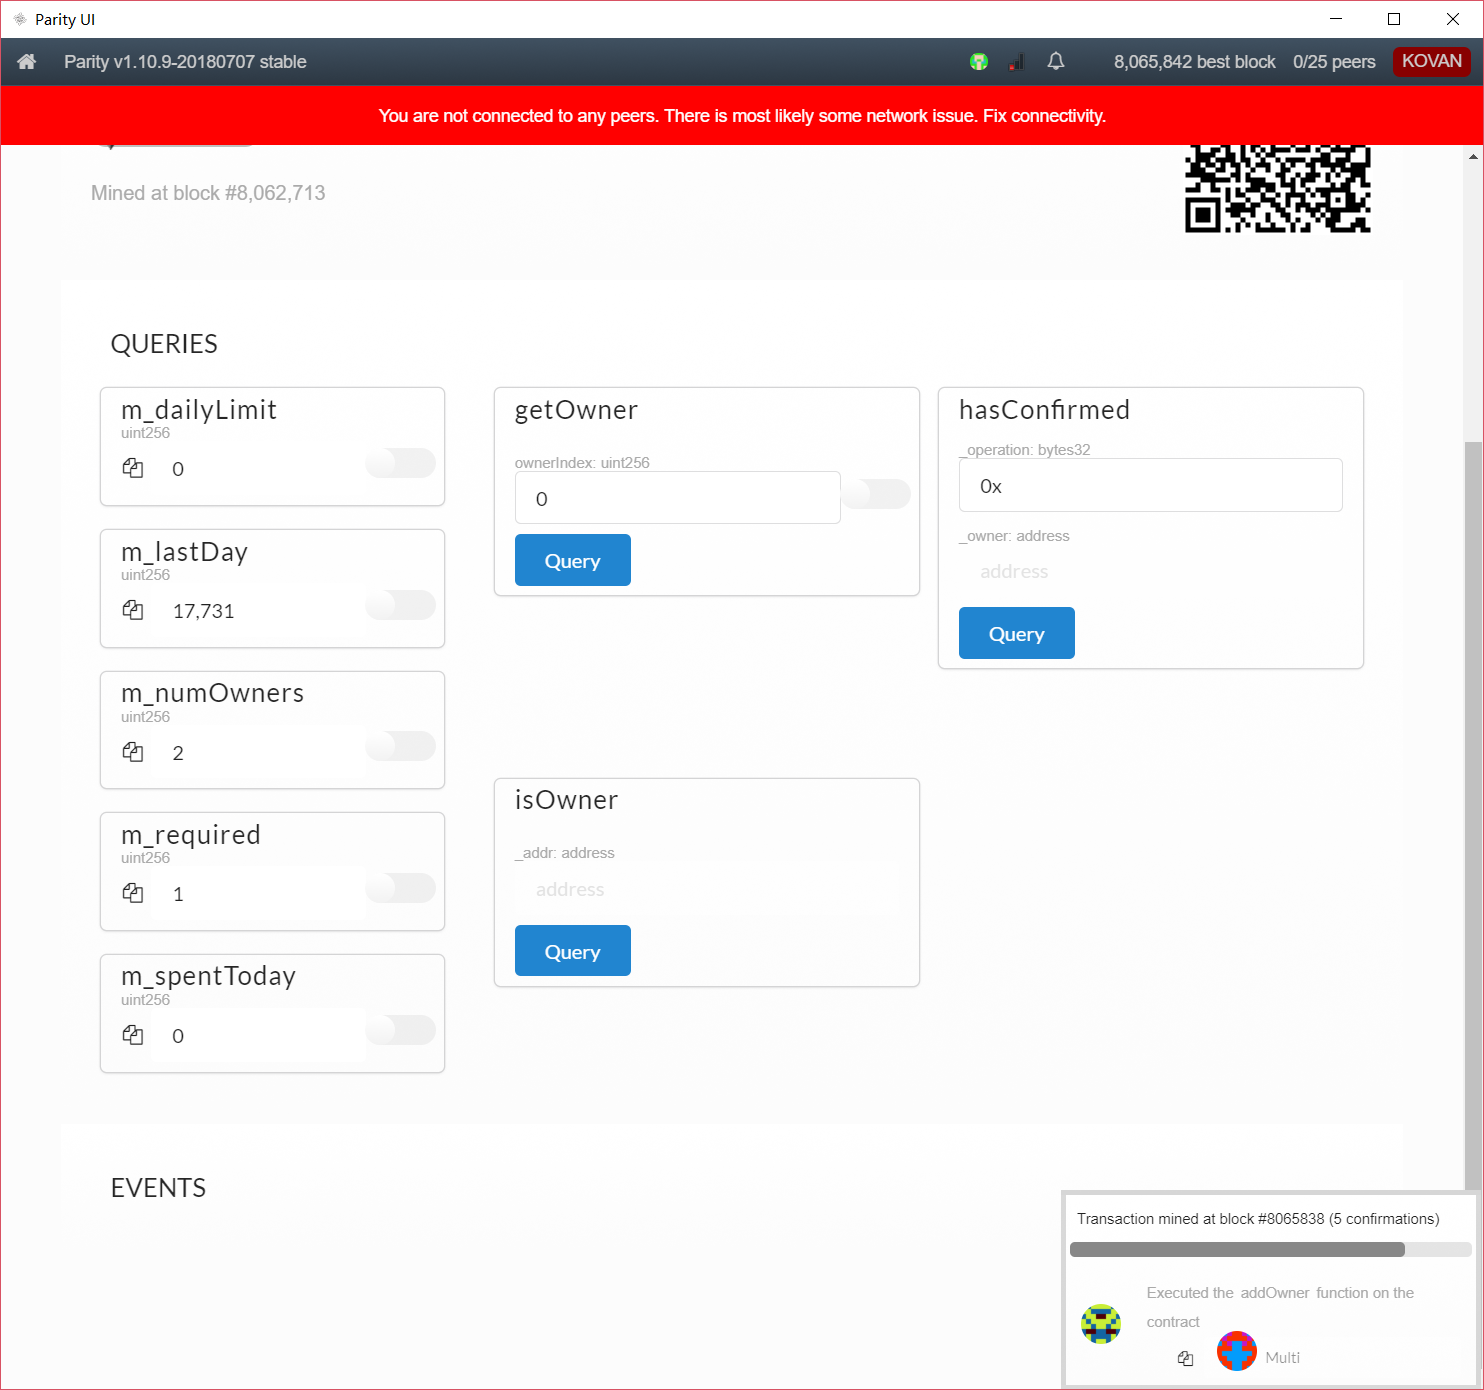 Parity UI
Parity v1.10.9-20180707 stable
8,065,842 best block
0/25 peers
KOVAN
You are not connected to any peers. There is most likely some network issue. Fix connectivity.
Mined at block #8,062,713
QUERIES
m_dailyLimit
uint256
0
m_lastDay
uint256
17,731
m_numOwners
uint256
2
m_required
uint256
1
m_spentToday
uint256
0
getOwner
ownerIndex: uint256
0
Query
isOwner
_addr: address
address
Query
hasConfirmed
_operation: bytes32
0x
_owner: address
address
Query
EVENTS
Transaction mined at block #8065838 (5 confirmations)
Executed the addOwner function on the
contract
Multi